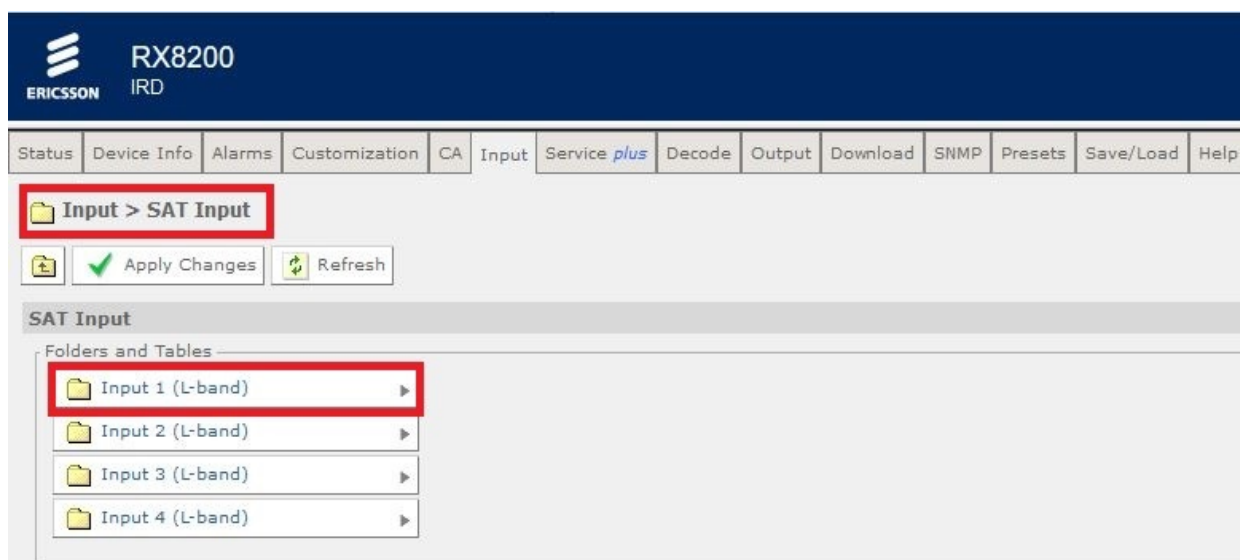 RX8200
ERICSSON IRD
Status Device Info Alarms Customization CA Input Service plus Decode Output Download SNMP Presets Save/Load Help
Input > SAT Input
Apply Changes Refresh
SAT Input
Folders and Tables
Input 1 (L-band)
Input 2 (L-band)
Input 3 (L-band)
Input 4 (L-band)